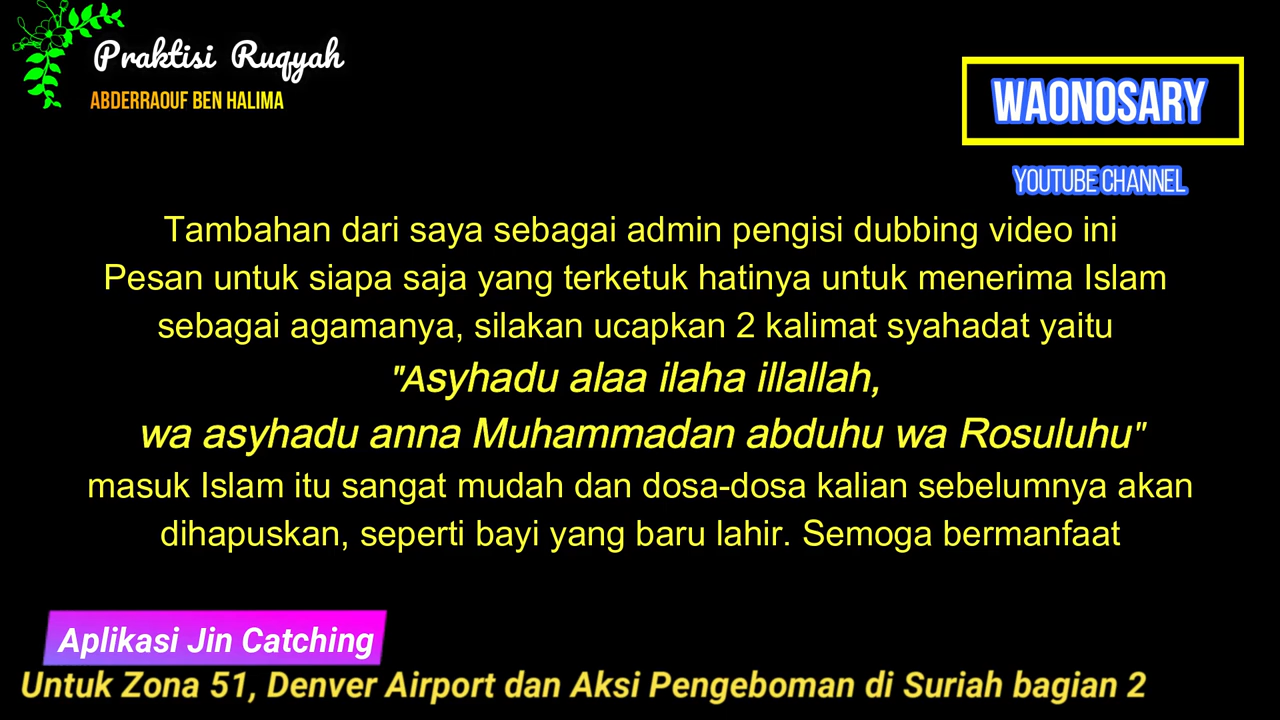 Praktisi Ruqyah
ABDERRAOUF BEN HALIMA
WAONOSARY
YOUTUBE CHANNEL
Tambahan dari saya sebagai admin pengisi dubbing video ini
Pesan untuk siapa saja yang terketuk hatinya untuk menerima Islam
sebagai agamanya, silakan ucapkan 2 kalimat syahadat yaitu
"Asyhadu alaa ilaha illallah,
wa asyhadu anna Muhammadan abduhu wa Rosuluhu"
masuk Islam itu sangat mudah dan dosa-dosa kalian sebelumnya akan
dihapuskan, seperti bayi yang baru lahir. Semoga bermanfaat
Aplikasi Jin Catching
Untuk Zona 51, Denver Airport dan Aksi Pengeboman di Suriah bagian 2